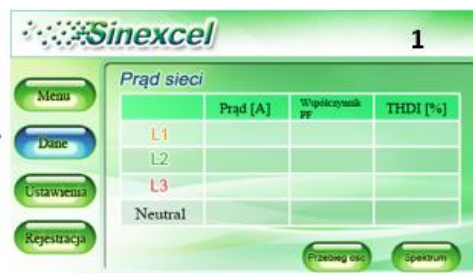 Sinexcel
1
Prąd sieci
Menu
Dane
Ustawienia
Rejestracja
Prąd [A] Współczynnik PF THDI [%]
L1
L2
L3
Neutral
Przebieg osc Spektrum